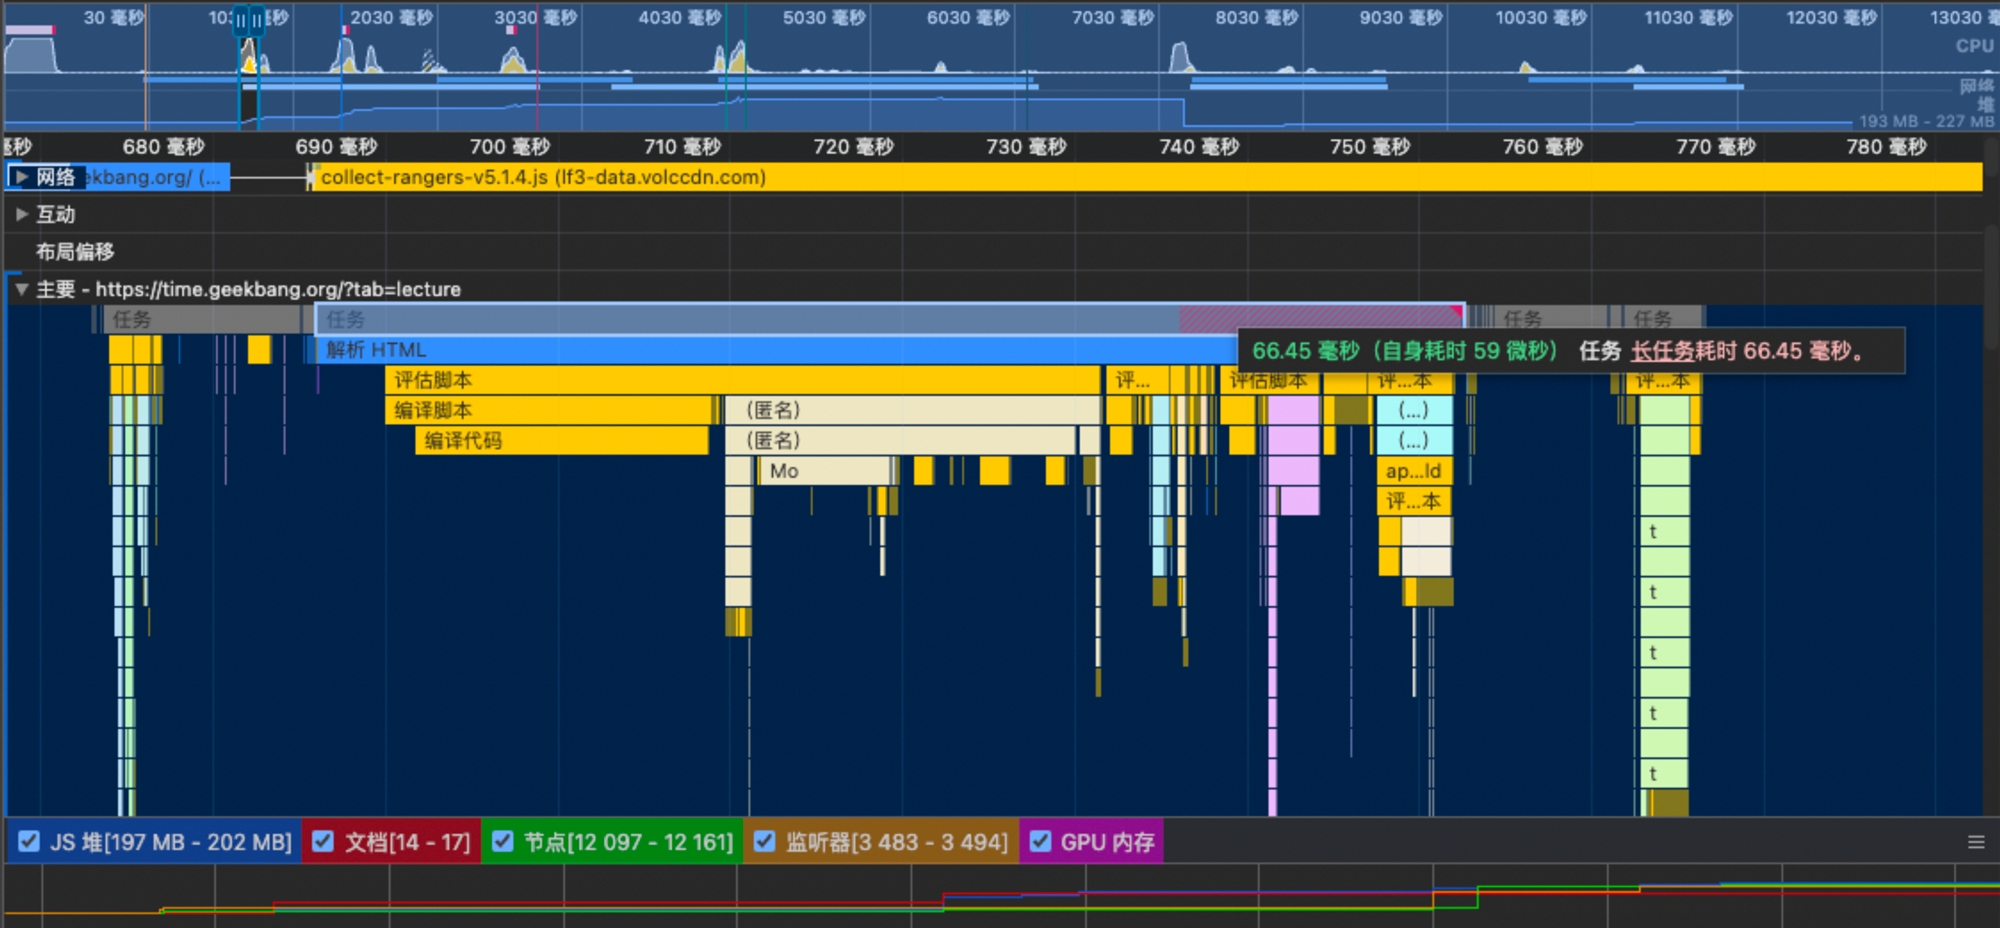 30 毫秒 103 毫秒 2030 毫秒 3030 毫秒 4030 毫秒 5030 毫秒 6030 毫秒 7030 毫秒 8030 毫秒 9030 毫秒 10030 毫秒 11030 毫秒 12030 毫秒 13030 毫
CPU
网络
堆
193 MB - 227 MB
毫秒 680 毫秒 690 毫秒 700 毫秒 710 毫秒 720 毫秒 730 毫秒 740 毫秒 750 毫秒 760 毫秒 770 毫秒 780 毫秒
网络 ekbang.org/ (... collect-rangers-v5.1.4.js (lf3-data.volccdn.com)
互动
布局偏移
主要 - https://time.geekbang.org/?tab=lecture
任务 任务 任务 任务
解析 HTML
66.45 毫秒（自身耗时 59 微秒） 任务 长任务耗时 66.45 毫秒。
评估脚本 评... 评估脚本 评...本 评...本
编译脚本 （匿名） (...)
编译代码 （匿名） (...)
Mo ap...ld
评...本
t
t
t
t
t
JS 堆[197 MB - 202 MB] 文档[14 - 17] 节点[12 097 - 12 161] 监听器[3 483 - 3 494] GPU 内存